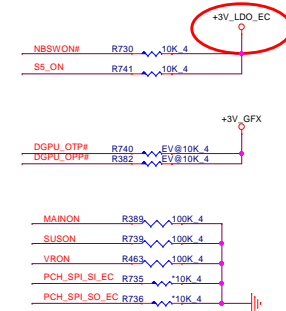 +3V_LDO_EC
NBSWON# R730 10K_4
S5_ON R741 10K_4
+3V_GFX
DGPU_OTP# R740 EV@10K_4
DGPU_OPP# R382 EV@10K_4
MAINON R389 100K_4
SUSON R739 100K_4
VRON R463 100K_4
PCH_SPI_SI_EC R735 *10K_4
PCH_SPI_SO_EC R736 *10K_4